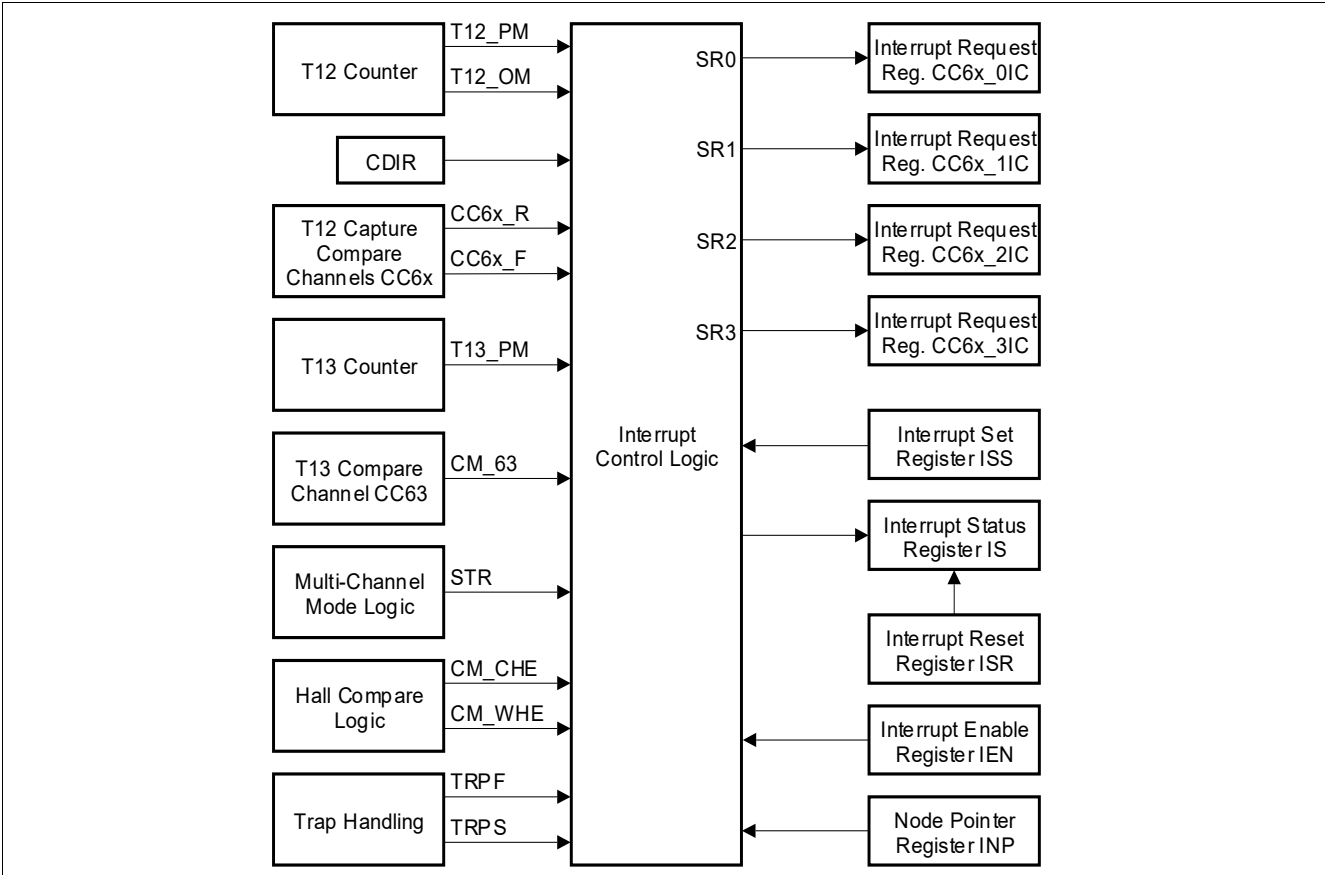 T12 Counter
T12_PM
T12_OM
CDIR
T12 Capture
Compare
Channels CC6x
CC6x_R
CC6x_F
T13 Counter
T13_PM
T13 Compare
Channel CC63
CM_63
Multi-Channel
Mode Logic
STR
Hall Compare
Logic
CM_CHE
CM_WHE
Trap Handling
TRPF
TRPS
Interrupt
Control Logic
SR0
SR1
SR2
SR3
Interrupt Request
Reg. CC6x_0IC
Interrupt Request
Reg. CC6x_1IC
Interrupt Request
Reg. CC6x_2IC
Interrupt Request
Reg. CC6x_3IC
Interrupt Set
Register ISS
Interrupt Status
Register IS
Interrupt Reset
Register ISR
Interrupt Enable
Register IEN
Node Pointer
Register INP